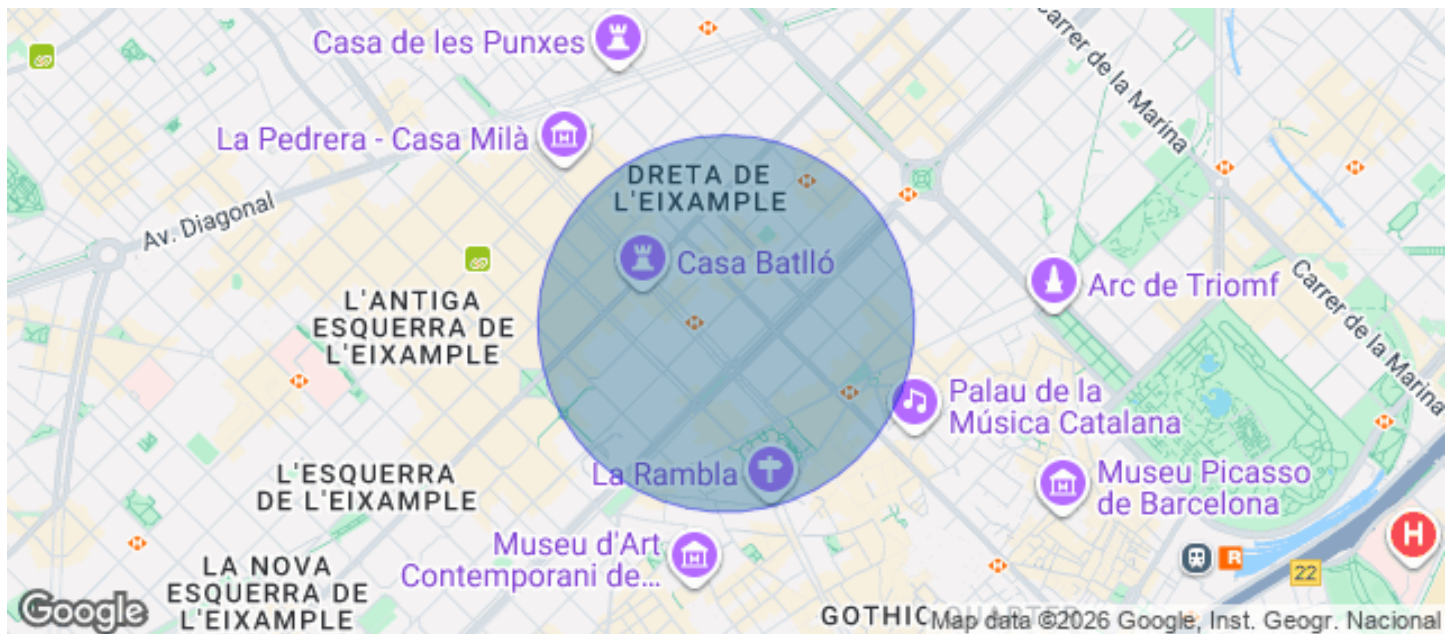 Casa de les Punxes
Carrer de la Marina
La Pedrera - Casa Milà
DRETA DE
L'EIXAMPLE
Av. Diagonal
Casa Batlló
Arc de Triomf
Carrer de la Marina
L'ANTIGA
ESQUERRA DE
L'EIXAMPLE
Palau de la
Música Catalana
L'ESQUERRA
DE L'EIXAMPLE
La Rambla
Museu Picasso
de Barcelona
Museu d'Art
Contemporani de...
H
R
22
LA NOVA
ESQUERRA DE
L'EIXAMPLE
Google
GOTHIC
Map data ©2026 Google, Inst. Geogr. Nacional